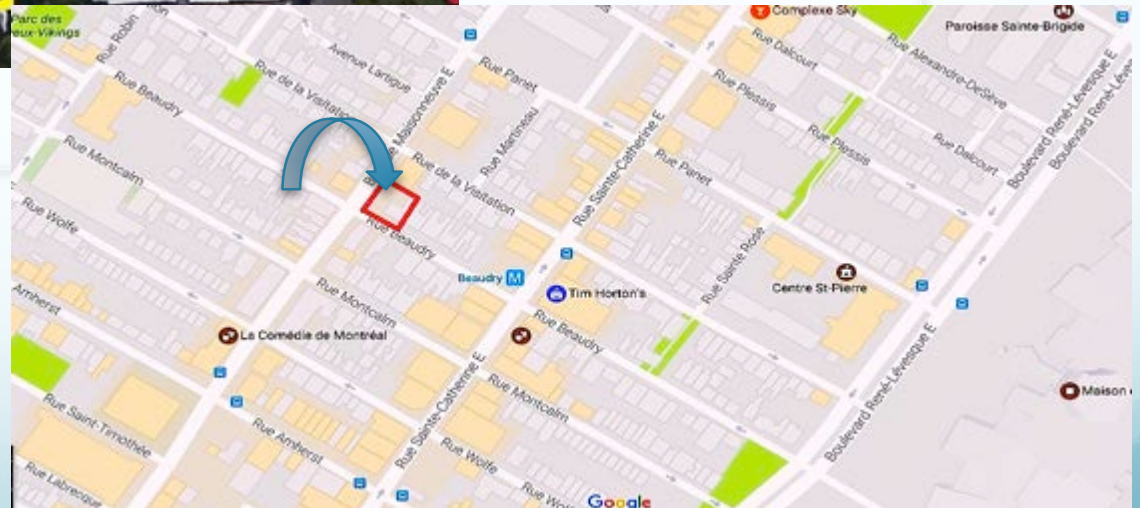 Parc des
eux-Vikings
Complexe Sky
Paroisse Sainte-Brigide
Rue Robin
Avenue Lartigue
Rue Panet
Rue Dalcourt
Rue Alexandre-DeSève
Rue Beaudry
Rue de la Visitation
Maisonneuve E
Rue Plessis
Rue Martineau
Rue Sainte-Catherine E
Rue Plessis
Rue Dalcourt
Boulevard René-Lévesque E
Boulevard René-Léve
Rue Montcalm
Rue de la Visitation
Rue Panet
Rue Wolfe
Rue Beaudry
Rue Sainte Rose
Beaudry M
Tim Horton's
Centre St-Pierre
Amherst
Rue Montcalm
La Comédie de Montréal
Rue Beaudry
Boulevard René-Lévesque E
Rue Montcalm
Maison
Rue Saint-Timothée
Rue Amherst
Rue Sainte-Catherine E
Rue Wolfe
Rue Labrecque
Rue Wol
Google